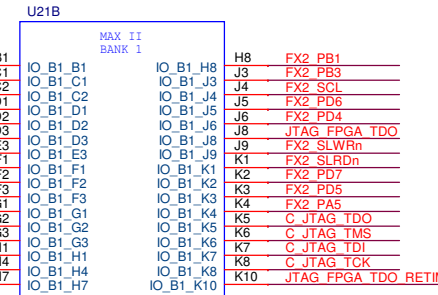 U21B
MAX II
BANK 1
IO_B1_B1 IO_B1_H8 H8 FX2_PB1
IO_B1_C1 IO_B1_J3 J3 FX2_PB3
IO_B1_C2 IO_B1_J4 J4 FX2_SCL
IO_B1_D1 IO_B1_J5 J5 FX2_PD6
IO_B1_D2 IO_B1_J6 J6 FX2_PD4
IO_B1_D3 IO_B1_J8 J8 JTAG_FPGA_TDO
IO_B1_E3 IO_B1_J9 J9 FX2_SLWRn
IO_B1_F1 IO_B1_K1 K1 FX2_SLRDn
IO_B1_F2 IO_B1_K2 K2 FX2_PD7
IO_B1_F3 IO_B1_K3 K3 FX2_PD5
IO_B1_G1 IO_B1_K4 K4 FX2_PA5
IO_B1_G2 IO_B1_K5 K5 C_JTAG_TDO
IO_B1_G3 IO_B1_K6 K6 C_JTAG_TMS
IO_B1_H1 IO_B1_K7 K7 C_JTAG_TDI
IO_B1_H4 IO_B1_K8 K8 C_JTAG_TCK
IO_B1_H7 IO_B1_K10 K10 JTAG_FPGA_TDO_RETIM